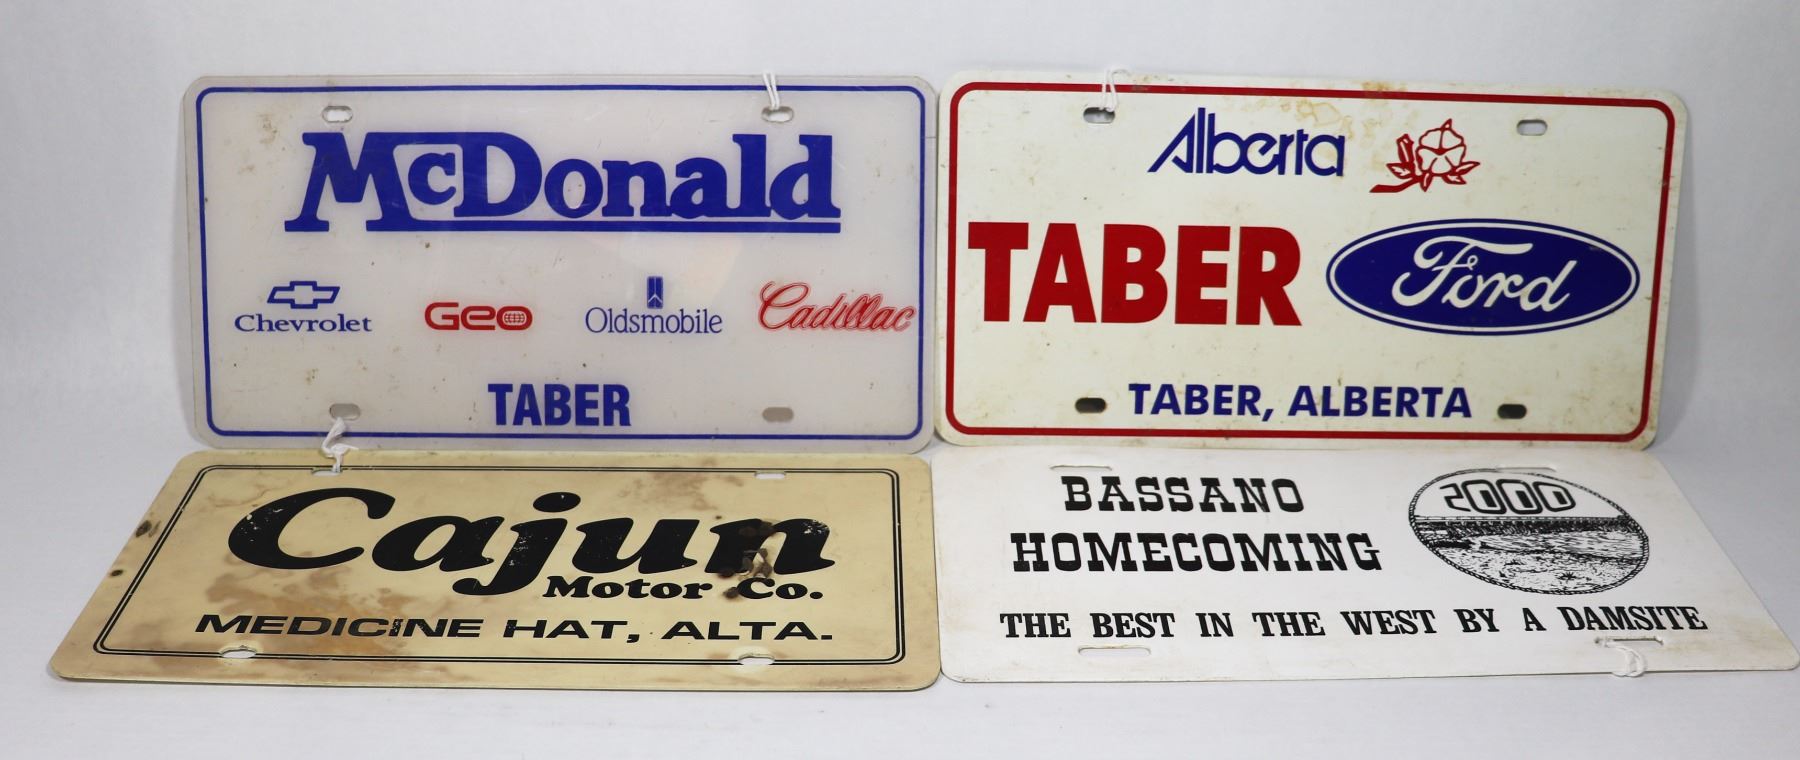 McDonald
Chevrolet Geo Oldsmobile Cadillac
TABER
Alberta
TABER Ford
TABER, ALBERTA
Cajun
Motor Co.
MEDICINE HAT, ALTA.
BASSANO
HOMECOMING
2000
THE BEST IN THE WEST BY A DAMSITE